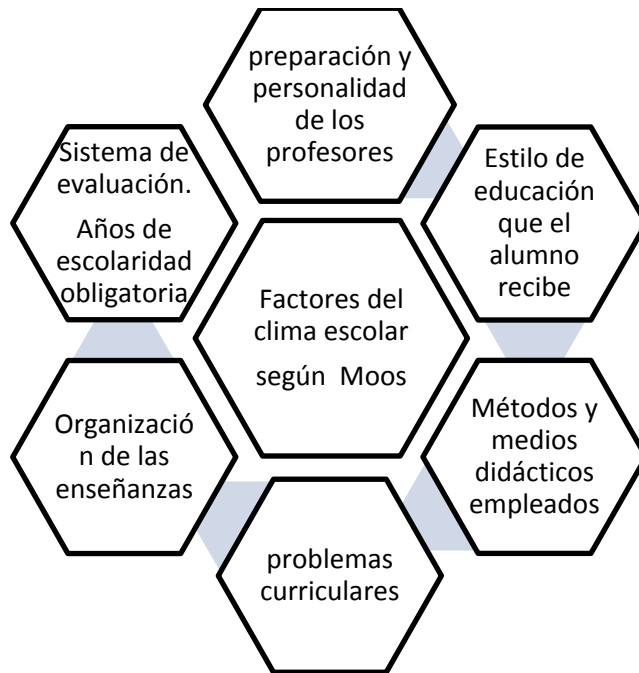 preparación y
personalidad
de los
profesores
Estilo de
educación
que el
alumno
recibe
Métodos y
medios
didácticos
empleados
problemas
curriculares
Organizació
n de las
enseñanzas
Sistema de
evaluación.
Años de
escolaridad
obligatoria
Factores del
clima escolar
según Moos